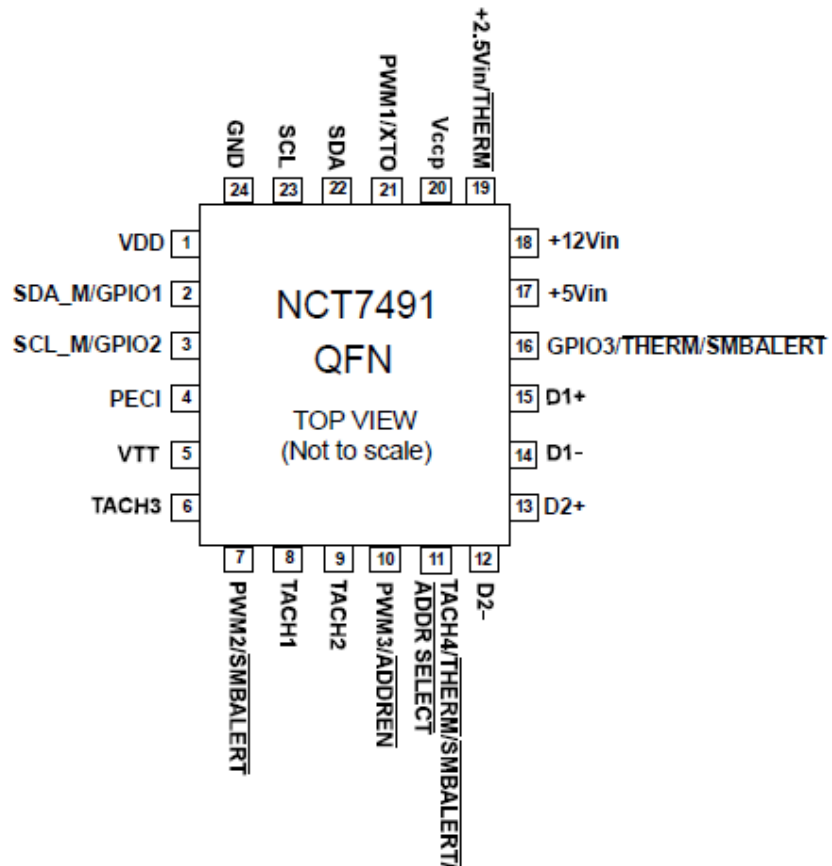 GND
SCL
SDA
PWM1/XTO
Vccp
+2.5Vin/THERM
24
23
22
21
20
19
VDD 1
SDA_M/GPIO1 2
SCL_M/GPIO2 3
PECI 4
VTT 5
TACH3 6
NCT7491
QFN
TOP VIEW
(Not to scale)
18 +12Vin
17 +5Vin
16 GPIO3/THERM/SMBALERT
15 D1+
14 D1-
13 D2+
7
8
9
10
11
12
PWM2/SMBALERT
TACH1
TACH2
PWM3/ADDREN
TACH4/THERM/SMBALERT/
ADDR SELECT
D2-